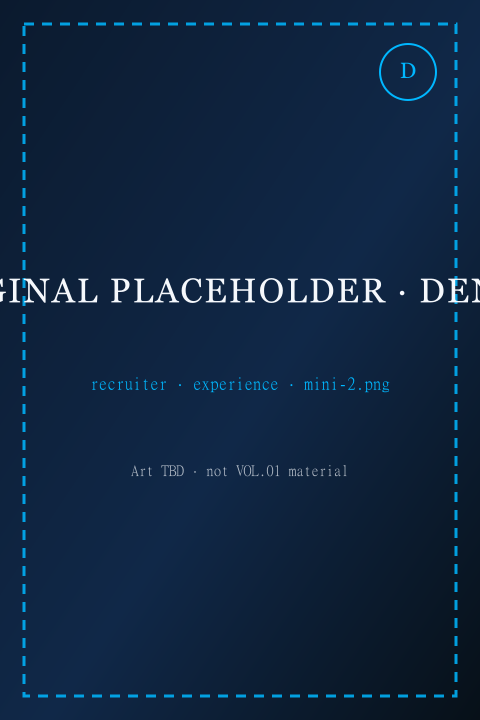 D
GINAL PLACEHOLDER · DEN
recruiter · experience · mini-2.png
Art TBD · not VOL.01 material